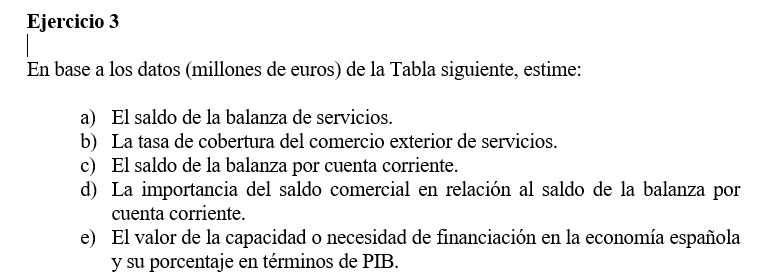 Ejercicio 3
En base a los datos (millones de euros) de la Tabla siguiente, estime:
a) El saldo de la balanza de servicios.
b) La tasa de cobertura del comercio exterior de servicios.
c) El saldo de la balanza por cuenta corriente.
d) La importancia del saldo comercial en relación al saldo de la balanza por
cuenta corriente.
e) El valor de la capacidad o necesidad de financiación en la economía española
y su porcentaje en términos de PIB.